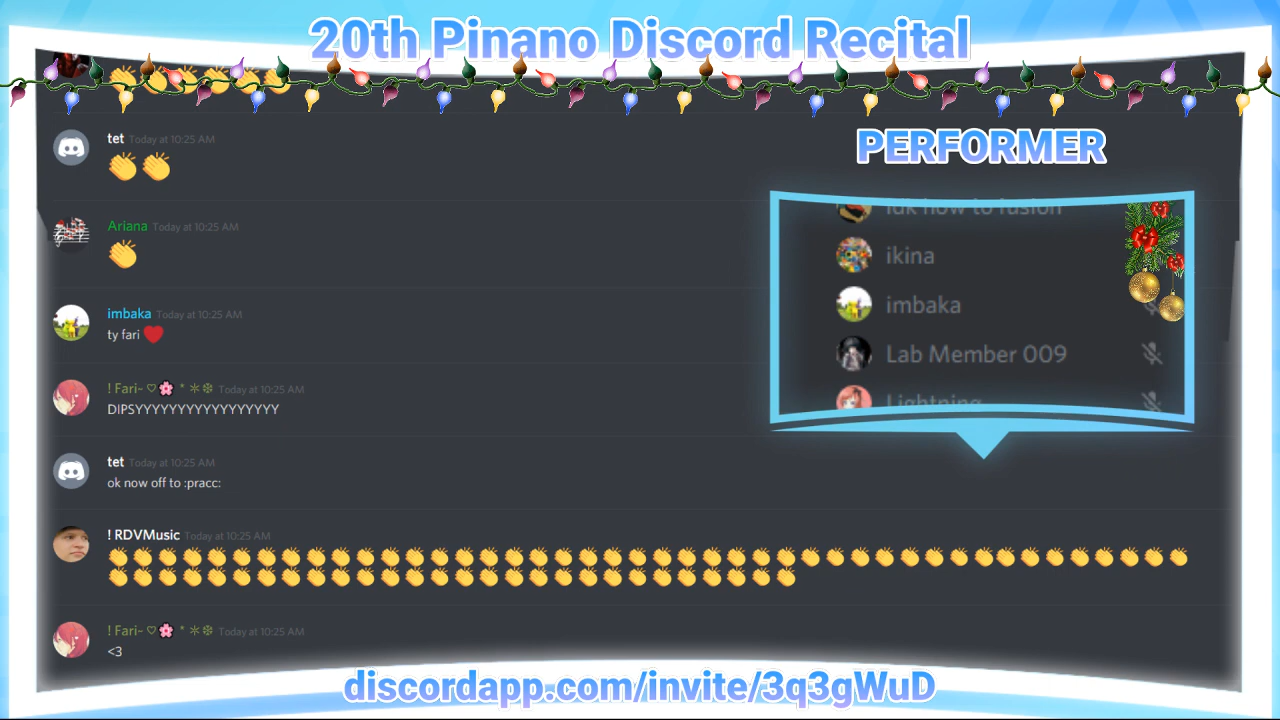 20th Pinano Discord Recital
👏👏👏👏👏👏👏
tet Today at 10:25 AM
👏 👏
Ariana Today at 10:25 AM
👏
imbaka Today at 10:25 AM
ty fari ❤️
! Fari~ ♡🌸 * ✳❄ Today at 10:25 AM
DIPSYYYYYYYYYYYYYYYYY
tet Today at 10:25 AM
ok now off to :pracc:
! RDVMusic Today at 10:25 AM
! Fari~ ♡🌸 * ✳❄ Today at 10:25 AM
<3
PERFORMER
idk how to fusion
ikina
imbaka
Lab Member 009
Lightning
discordapp.com/invite/3q3gWuD